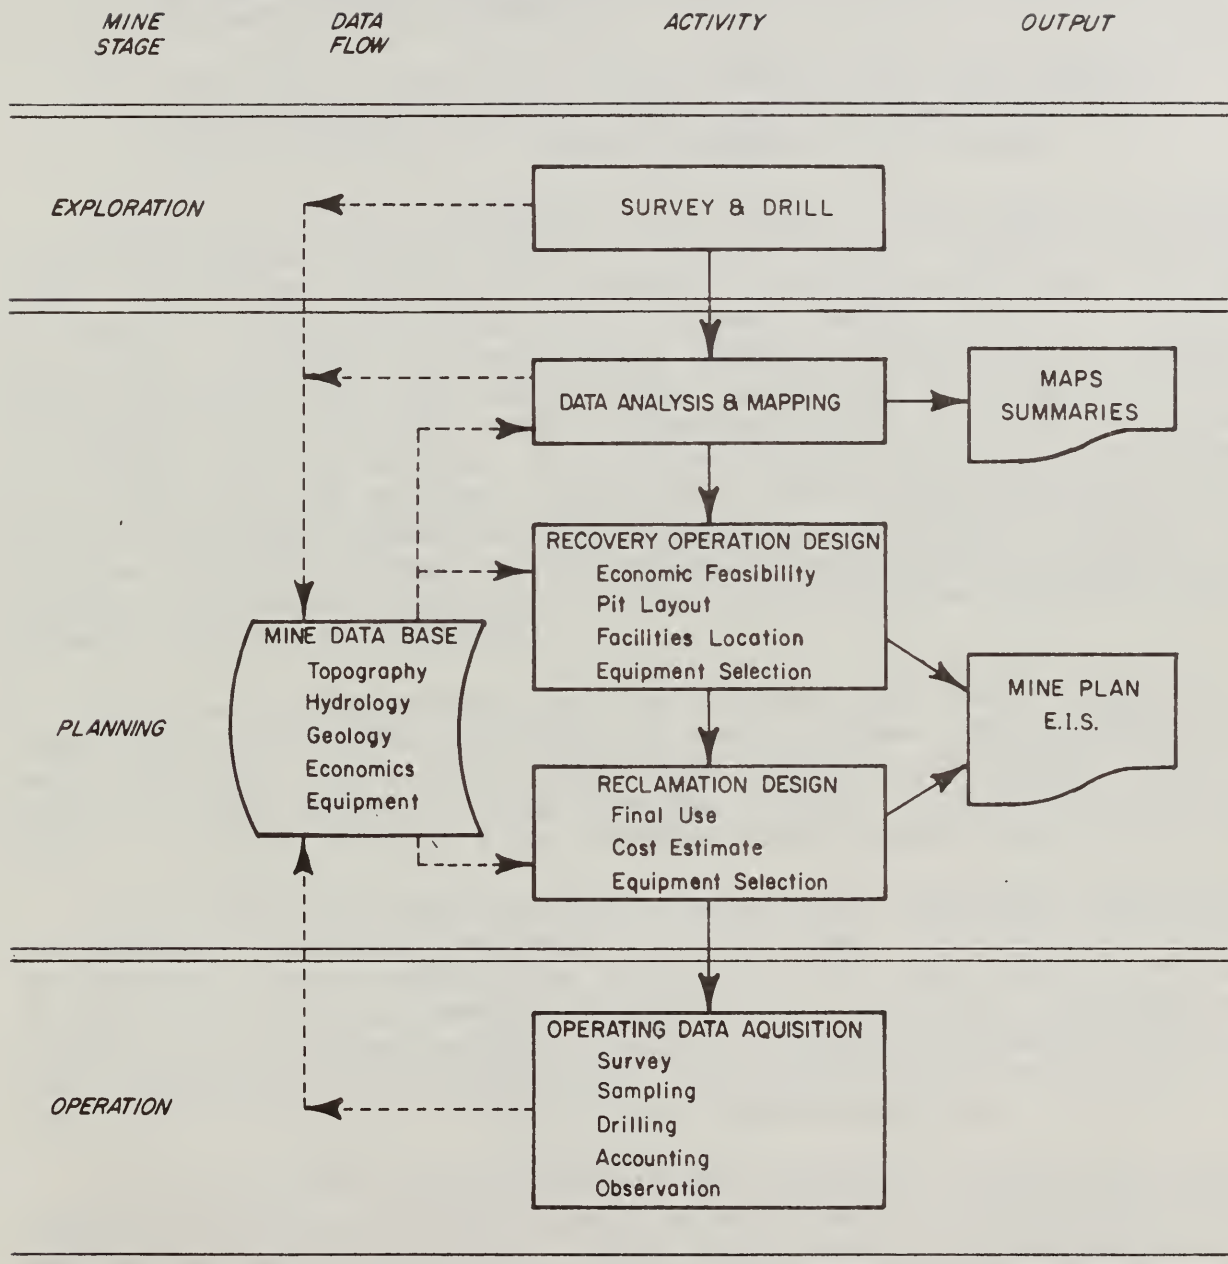 MINE STAGE
DATA FLOW
ACTIVITY
OUTPUT
EXPLORATION
SURVEY & DRILL
DATA ANALYSIS & MAPPING
MAPS
SUMMARIES
RECOVERY OPERATION DESIGN
Economic Feasibility
Pit Layout
Facilities Location
Equipment Selection
MINE DATA BASE
Topography
Hydrology
Geology
Economics
Equipment
PLANNING
MINE PLAN
E.I.S.
RECLAMATION DESIGN
Final Use
Cost Estimate
Equipment Selection
OPERATION
OPERATING DATA AQUISITION
Survey
Sampling
Drilling
Accounting
Observation